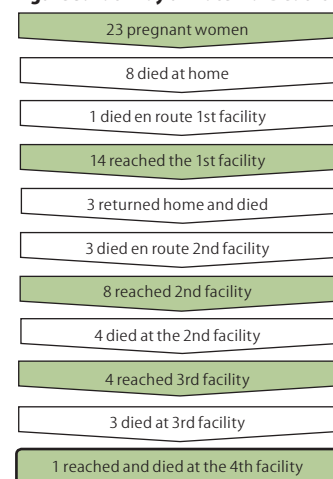 23 pregnant women
8 died at home
1 died en route 1st facility
14 reached the 1st facility
3 returned home and died
3 died en route 2nd facility
8 reached 2nd facility
4 died at the 2nd facility
4 reached 3rd facility
3 died at 3rd facility
1 reached and died at the 4th facility